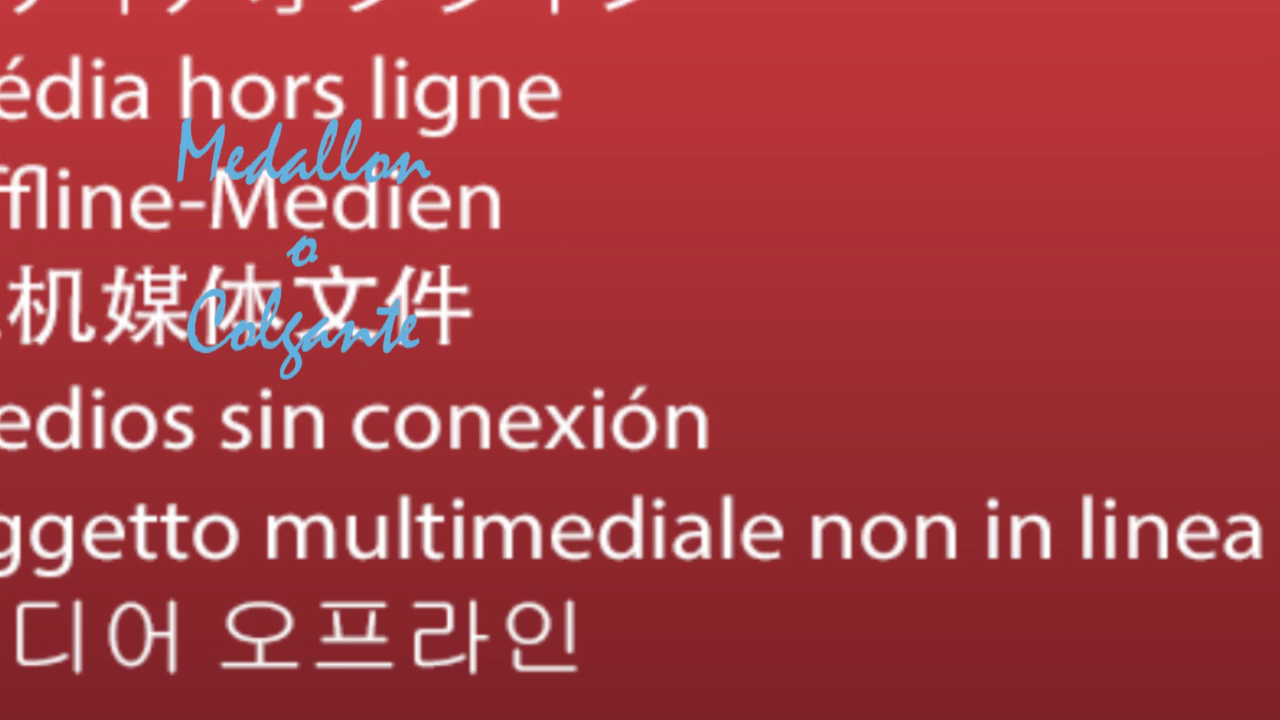 édia hors ligne
Medallon
ffline-Medien
o
机媒体文件
Colgante
edios sin conexión
ggetto multimediale non in linea
디어 오프라인